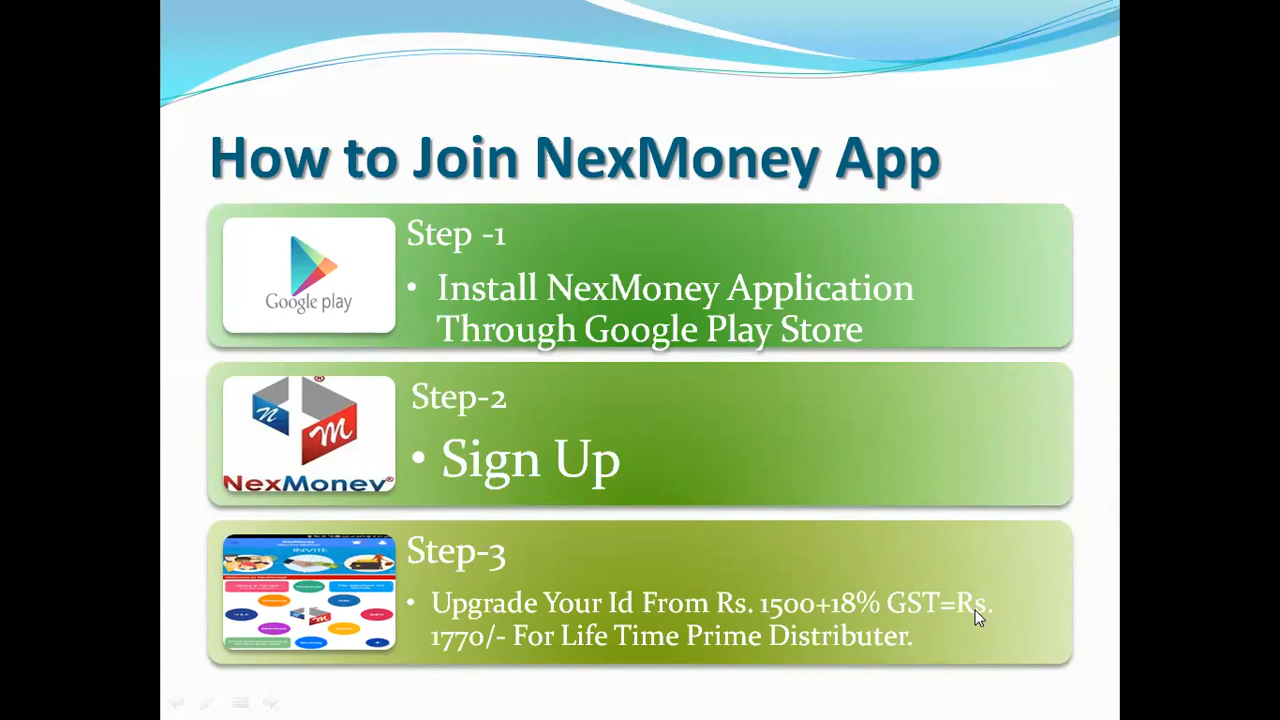 How to Join NexMoney App
Step -1
• Install NexMoney Application
Through Google Play Store
Google play
Step-2
• Sign Up
NexMoney®
Step-3
• Upgrade Your Id From Rs. 1500+18% GST=Rs.
1770/- For Life Time Prime Distributer.
INVITE